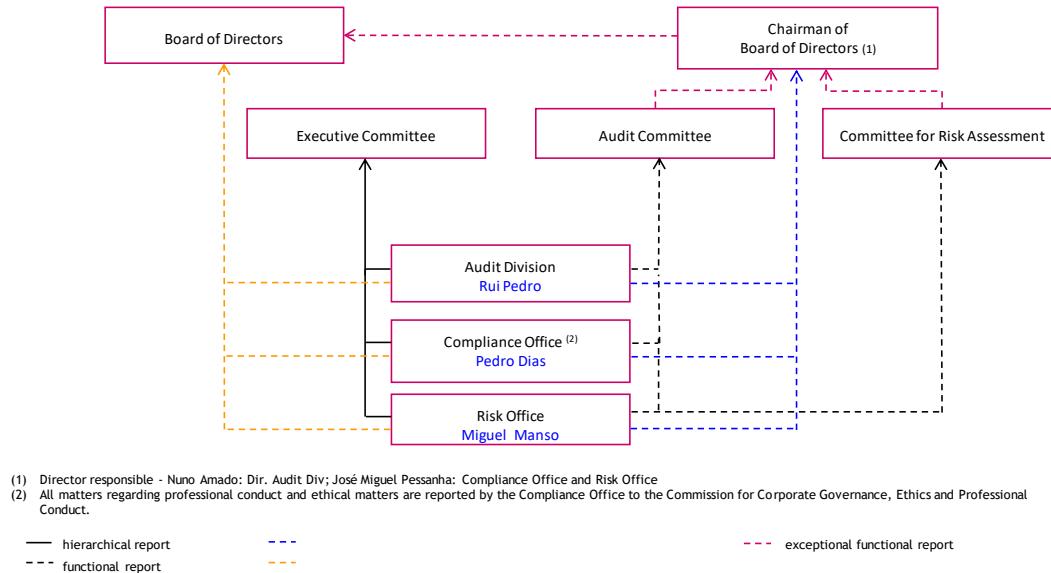 Board of Directors
Chairman of
Board of Directors (1)
Executive Committee
Audit Committee
Committee for Risk Assessment
Audit Division
Rui Pedro
Compliance Office (2)
Pedro Dias
Risk Office
Miguel Manso
(1) Director responsible - Nuno Amado: Dir. Audit Div; José Miguel Pessanha: Compliance Office and Risk Office
(2) All matters regarding professional conduct and ethical matters are reported by the Compliance Office to the Commission for Corporate Governance, Ethics and Professional
Conduct.
hierarchical report
exceptional functional report
functional report